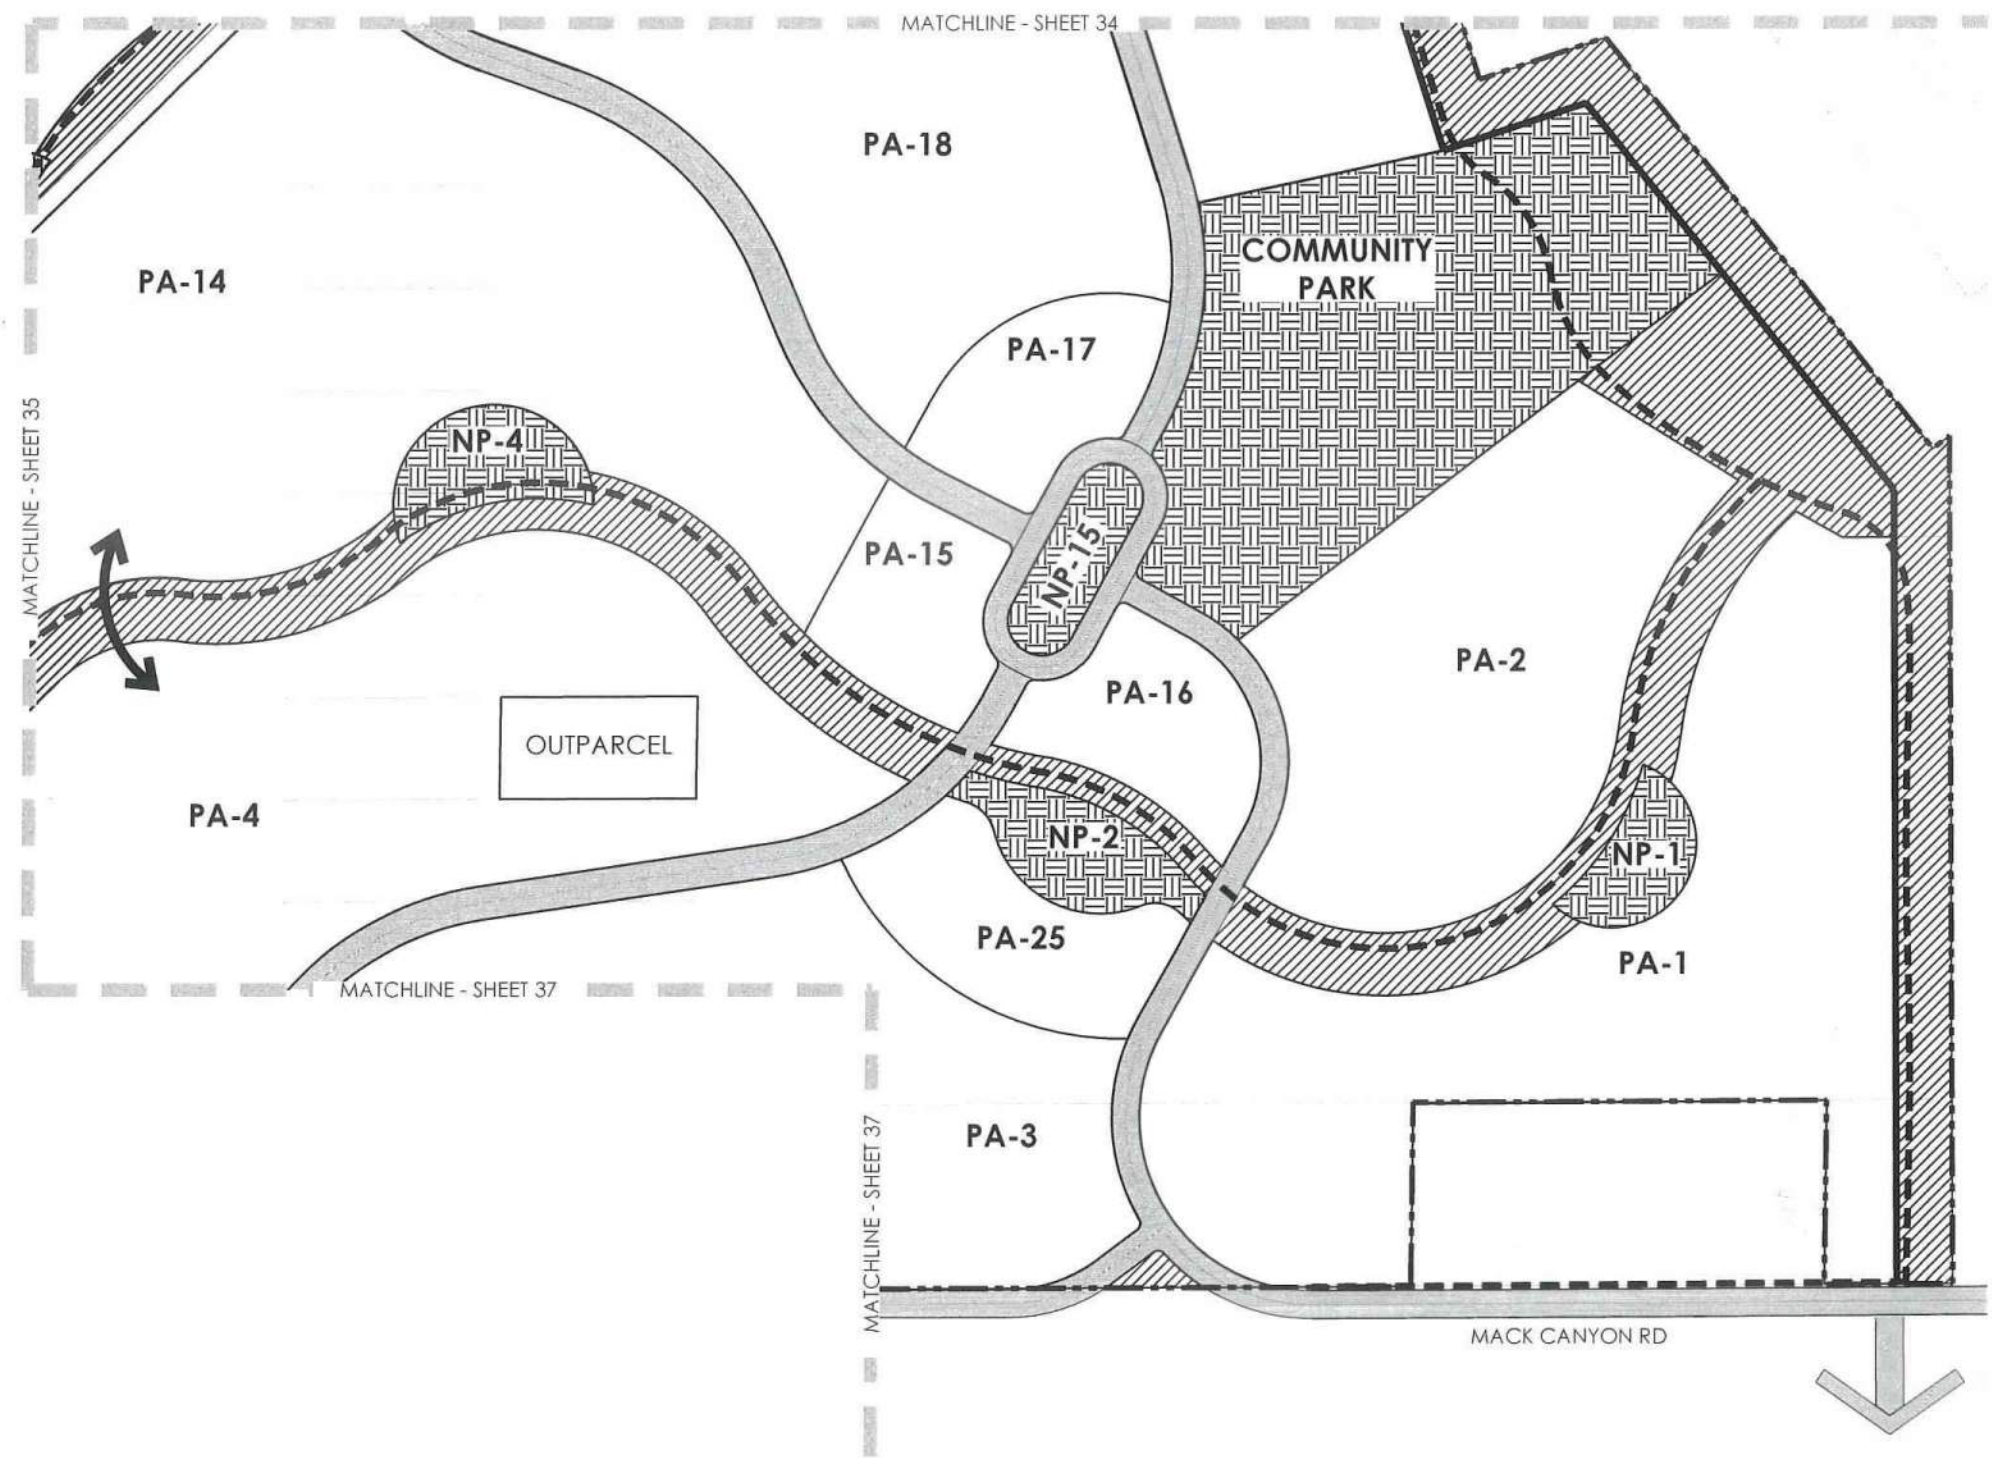 MATCHLINE - SHEET 34
PA-18
COMMUNITY
PARK
PA-14
PA-17
MATCHLINE - SHEET 35
NP-4
PA-15
NP-15
PA-2
PA-16
OUTPARCEL
PA-4
NP-2
NP-1
PA-25
PA-1
MATCHLINE - SHEET 37
PA-3
MATCHLINE - SHEET 37
MACK CANYON RD